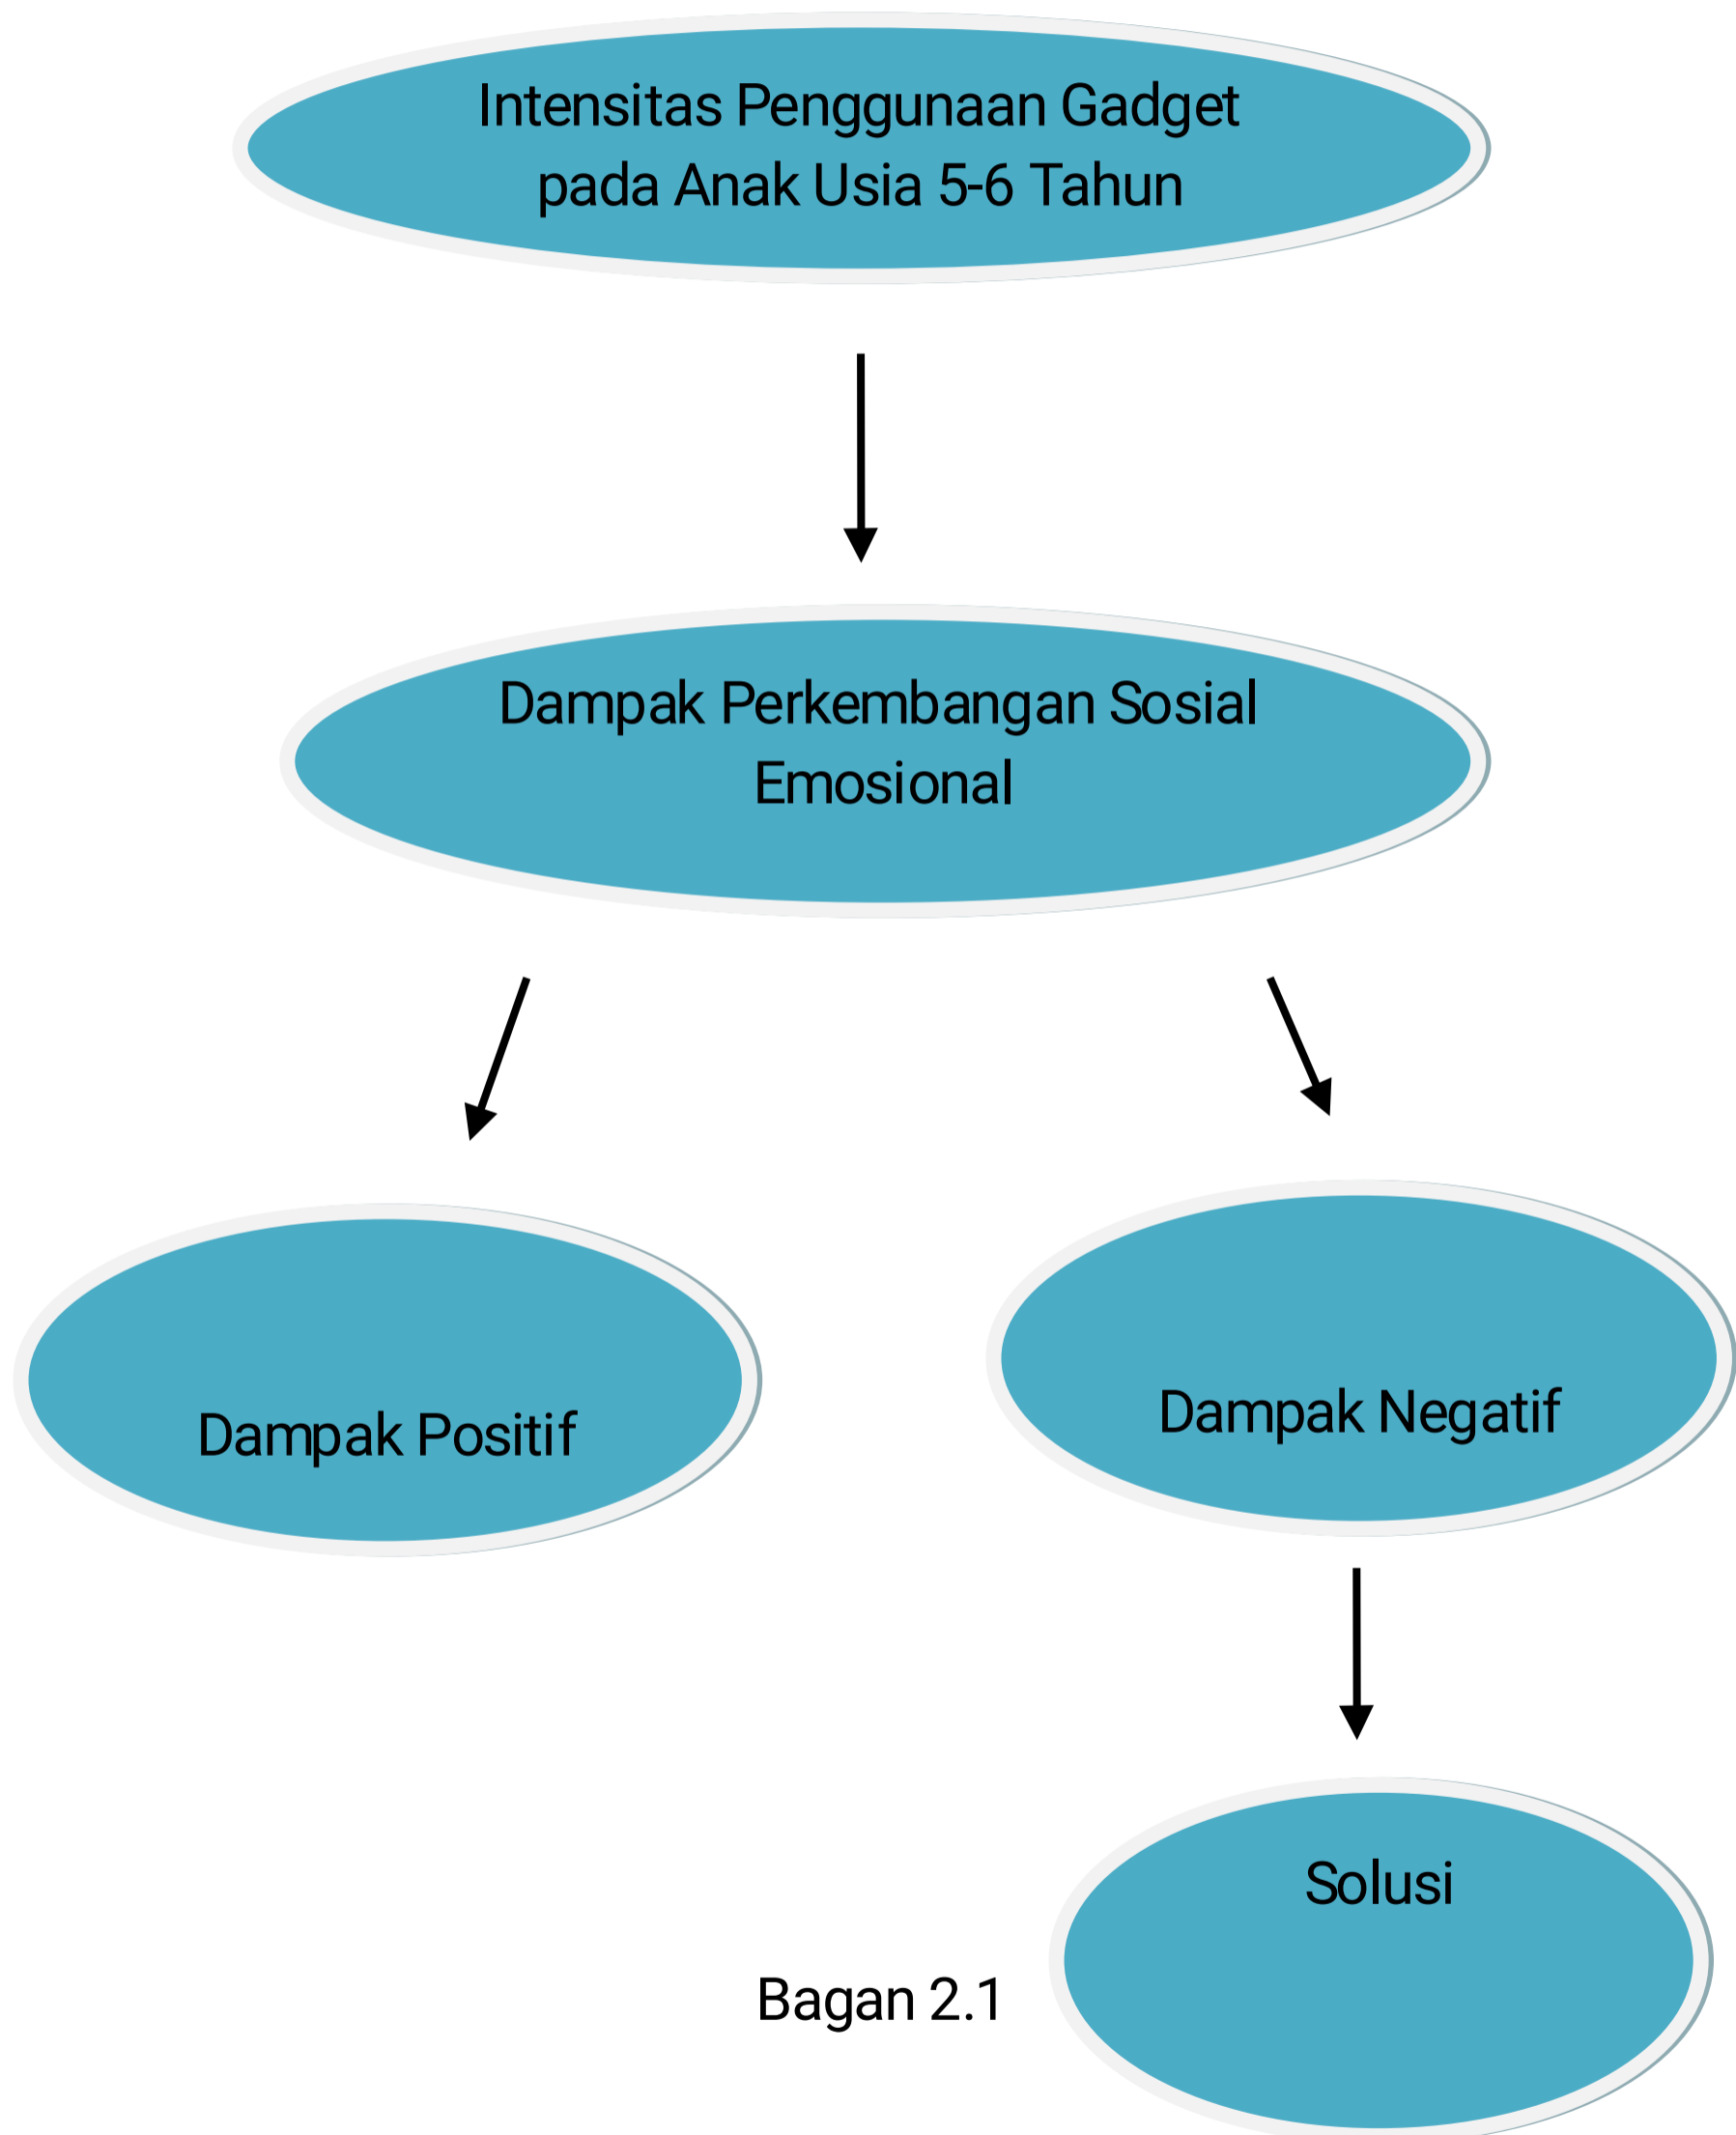 Intensitas Penggunaan Gadget
pada Anak Usia 5-6 Tahun
Dampak Perkembangan Sosial
Emosional
Dampak Positif
Dampak Negatif
Solusi
Bagan 2.1